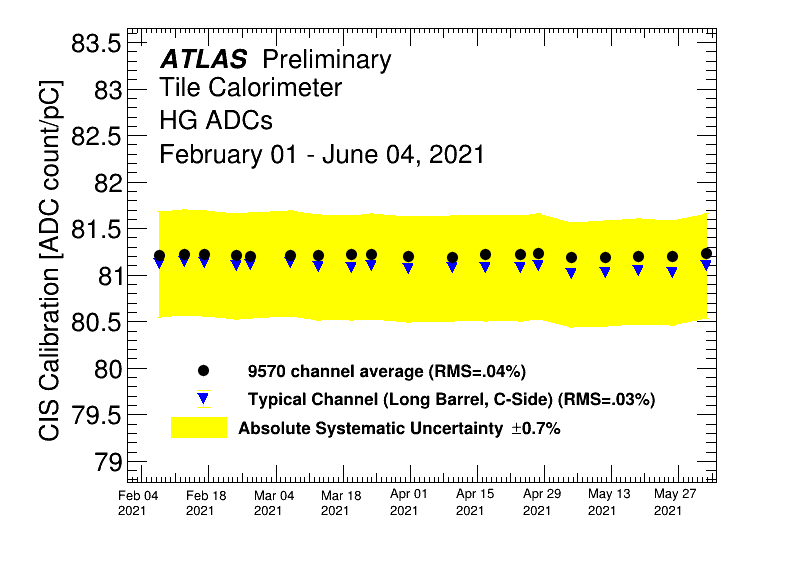 ATLAS Preliminary
Tile Calorimeter
HG ADCs
February 01 - June 04, 2021
CIS Calibration [ADC count/pC]
83.5
83
82.5
82
81.5
81
80.5
80
79.5
79
9570 channel average (RMS=.04%)
Typical Channel (Long Barrel, C-Side) (RMS=.03%)
Absolute Systematic Uncertainty ±0.7%
Feb 04 Feb 18 Mar 04 Mar 18 Apr 01 Apr 15 Apr 29 May 13 May 27
2021 2021 2021 2021 2021 2021 2021 2021 2021